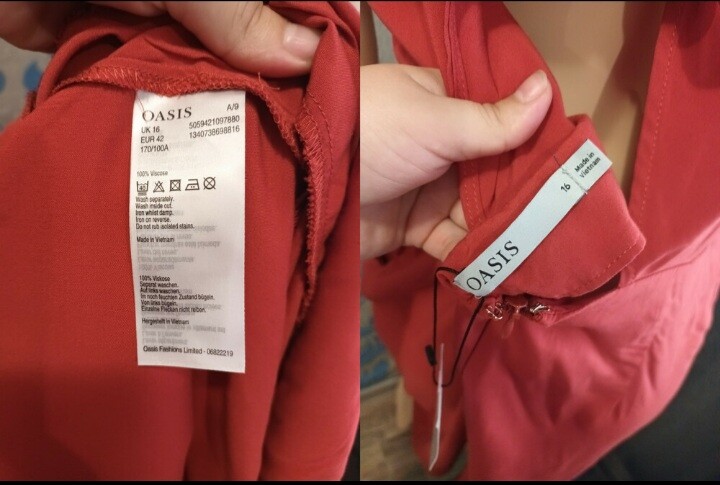 OASIS A/9
UK 16 5059421097880
EUR 42 1340738698816
170/100A
100% Viscose
Wash separately.
Wash inside out.
Iron whilst damp.
Iron on reverse.
Do not rub isolated stains.
Made in Vietnam
100% Viskose
Separat waschen.
Auf links waschen.
Im noch feuchten Zustand bügeln.
Von links bügeln.
Einzelne Flecken nicht reiben.
Hergestellt in Vietnam
Oasis Fashions Limited - 06822219
OASIS
16
Made in
Vietnam